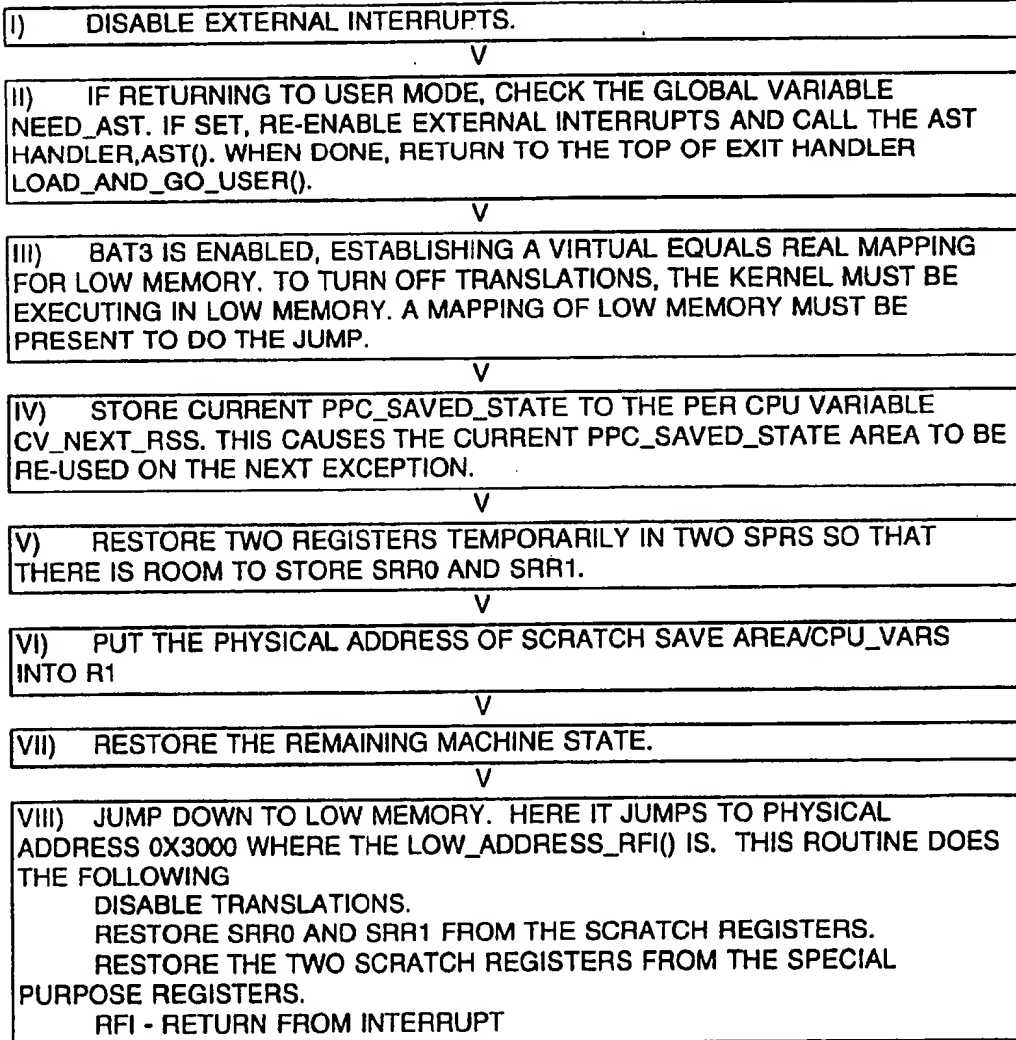 I) DISABLE EXTERNAL INTERRUPTS.
V
II) IF RETURNING TO USER MODE, CHECK THE GLOBAL VARIABLE
NEED_AST. IF SET, RE-ENABLE EXTERNAL INTERRUPTS AND CALL THE AST
HANDLER,AST(). WHEN DONE, RETURN TO THE TOP OF EXIT HANDLER
LOAD_AND_GO_USER().
V
III) BAT3 IS ENABLED, ESTABLISHING A VIRTUAL EQUALS REAL MAPPING
FOR LOW MEMORY. TO TURN OFF TRANSLATIONS, THE KERNEL MUST BE
EXECUTING IN LOW MEMORY. A MAPPING OF LOW MEMORY MUST BE
PRESENT TO DO THE JUMP.
V
IV) STORE CURRENT PPC_SAVED_STATE TO THE PER CPU VARIABLE
CV_NEXT_RSS. THIS CAUSES THE CURRENT PPC_SAVED_STATE AREA TO BE
RE-USED ON THE NEXT EXCEPTION.
V
V) RESTORE TWO REGISTERS TEMPORARILY IN TWO SPRS SO THAT
THERE IS ROOM TO STORE SRR0 AND SRR1.
V
VI) PUT THE PHYSICAL ADDRESS OF SCRATCH SAVE AREA/CPU_VARS
INTO R1
V
VII) RESTORE THE REMAINING MACHINE STATE.
V
VIII) JUMP DOWN TO LOW MEMORY. HERE IT JUMPS TO PHYSICAL
ADDRESS 0X3000 WHERE THE LOW_ADDRESS_RFI() IS. THIS ROUTINE DOES
THE FOLLOWING
DISABLE TRANSLATIONS.
RESTORE SRR0 AND SRR1 FROM THE SCRATCH REGISTERS.
RESTORE THE TWO SCRATCH REGISTERS FROM THE SPECIAL
PURPOSE REGISTERS.
RFI - RETURN FROM INTERRUPT